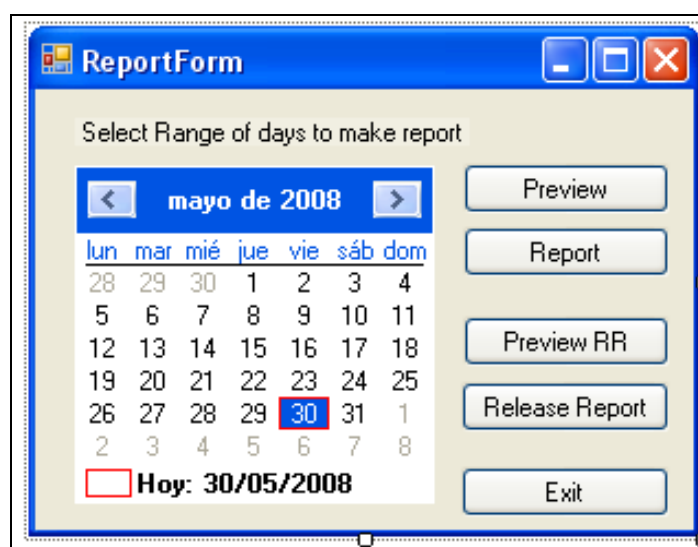 ReportForm
Select Range of days to make report
mayo de 2008
lun mar mié jue vie sáb dom
28 29 30 1 2 3 4
5 6 7 8 9 10 11
12 13 14 15 16 17 18
19 20 21 22 23 24 25
26 27 28 29 30 31 1
2 3 4 5 6 7 8
Hoy: 30/05/2008
Preview
Report
Preview RR
Release Report
Exit